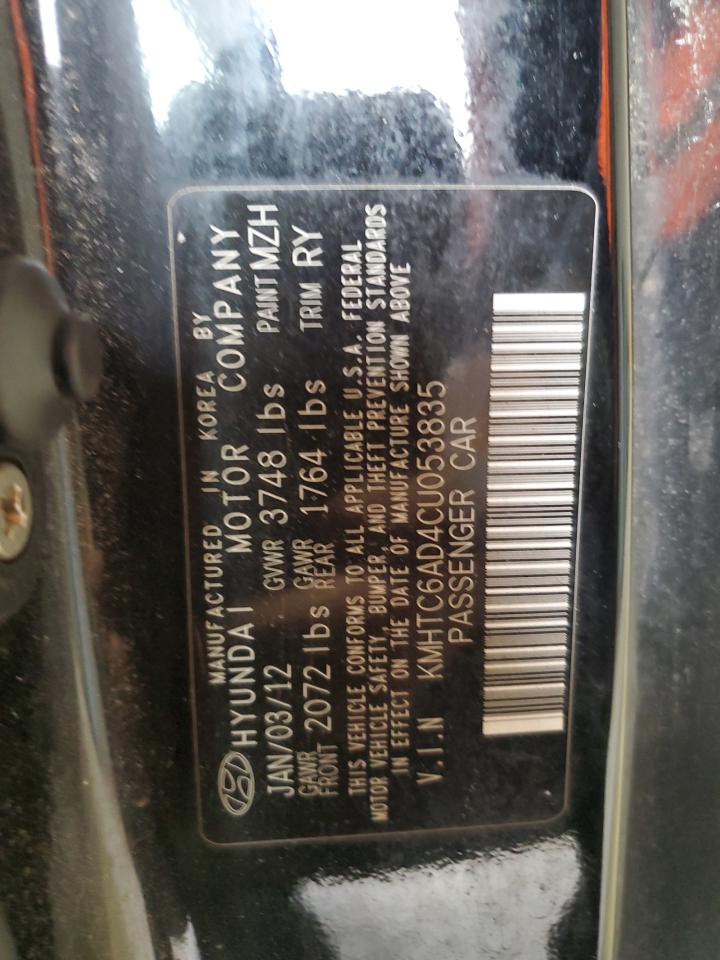 MANUFACTURED IN KOREA BY
HYUNDAI MOTOR COMPANY
JAN/03/12 GVWR 3748 lbs PAINT MZH
GAWR FRONT 2072 lbs GAWR REAR 1764 lbs TRIM RY
THIS VEHICLE CONFORMS TO ALL APPLICABLE U.S.A. FEDERAL
MOTOR VEHICLE SAFETY, BUMPER, AND THEFT PREVENTION STANDARDS
IN EFFECT ON THE DATE OF MANUFACTURE SHOWN ABOVE
V.I.N KMHTC6AD4CU053835
PASSENGER CAR